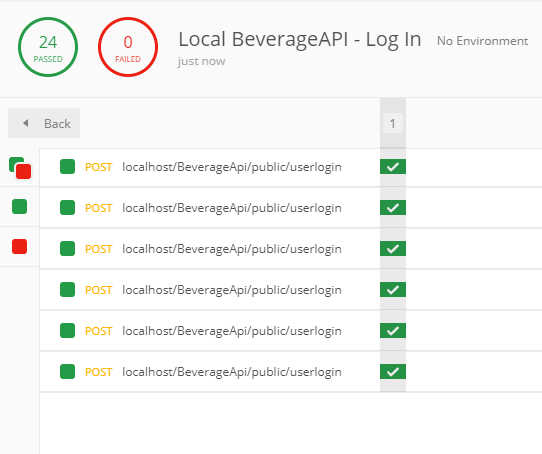 24
PASSED
0
FAILED
Local BeverageAPI - Log In
No Environment
just now
Back
1
POST localhost/BeverageApi/public/userlogin
POST localhost/BeverageApi/public/userlogin
POST localhost/BeverageApi/public/userlogin
POST localhost/BeverageApi/public/userlogin
POST localhost/BeverageApi/public/userlogin
POST localhost/BeverageApi/public/userlogin